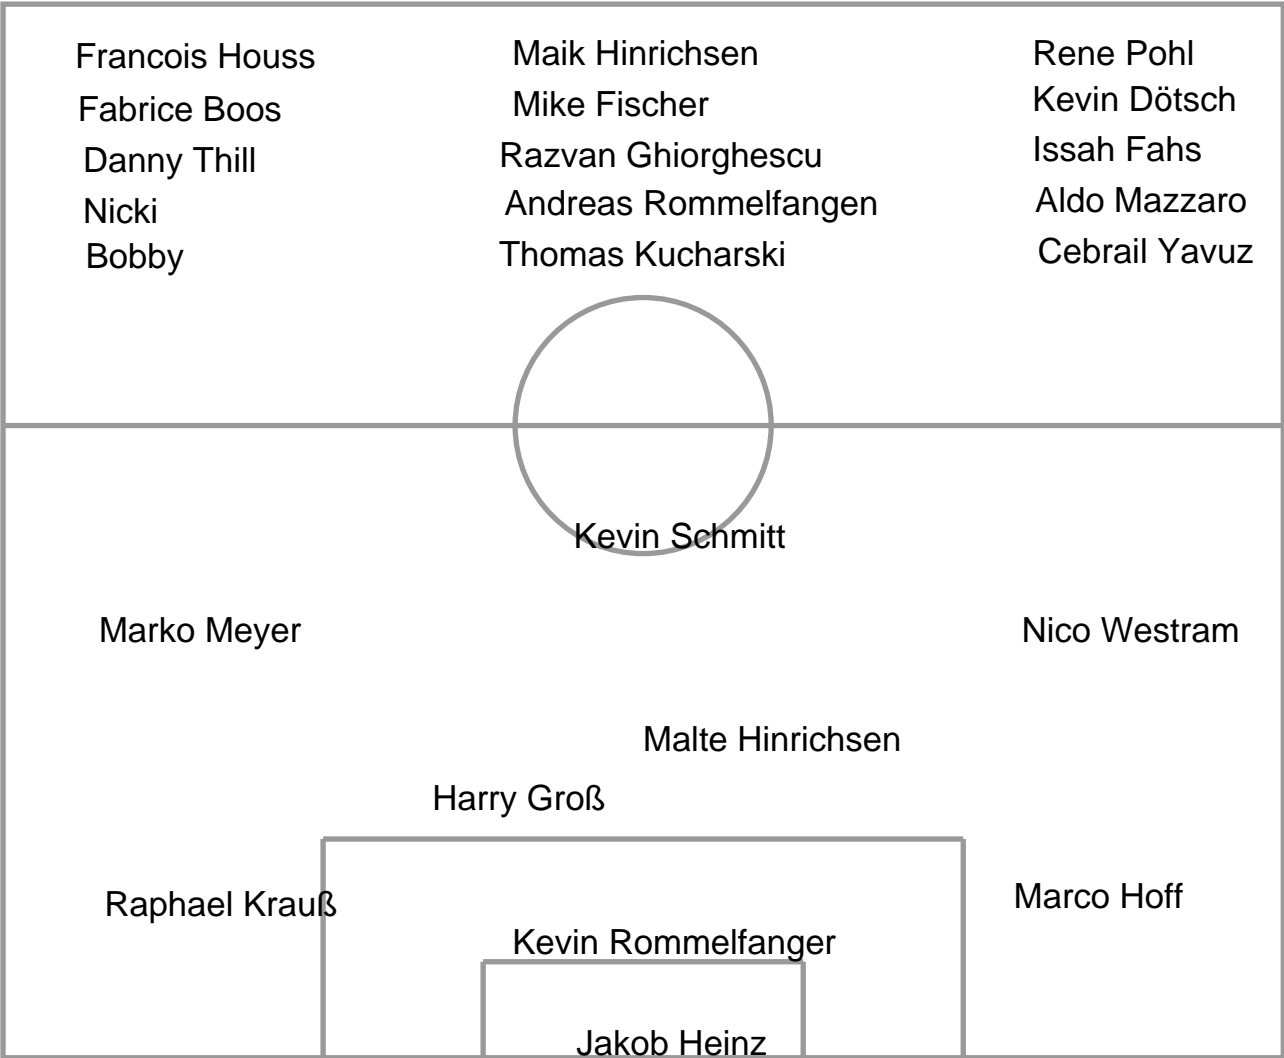 Francois Houss
Fabrice Boos
Danny Thill
Nicki
Bobby
Maik Hinrichsen
Mike Fischer
Razvan Ghiorghescu
Andreas Rommelfangen
Thomas Kucharski
Rene Pohl
Kevin Dötsch
Issah Fahs
Aldo Mazzaro
Cebrail Yavuz
Kevin Schmitt
Marko Meyer
Nico Westram
Malte Hinrichsen
Harry Groß
Raphael Krauß
Marco Hoff
Kevin Rommelfanger
Jakob Heinz